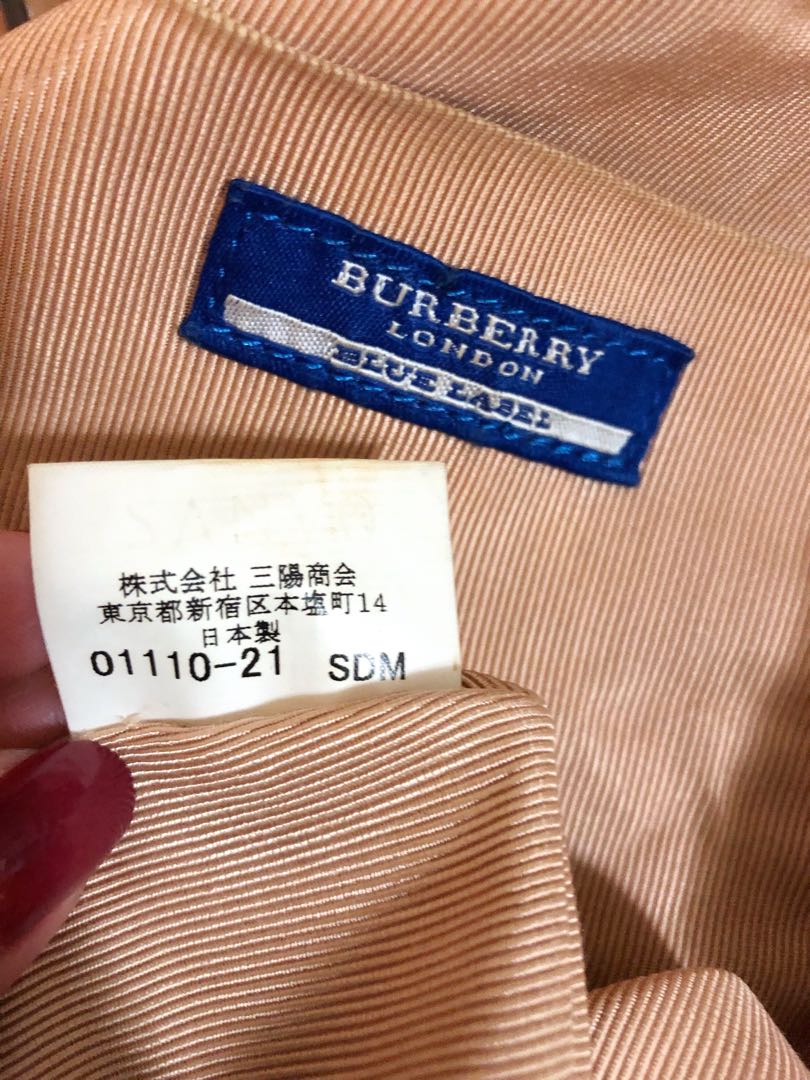 BURBERRY
LONDON
BLUE LABEL
株式会社 三陽商会
東京都新宿区本塩町14
日本製
01110-21 SDM